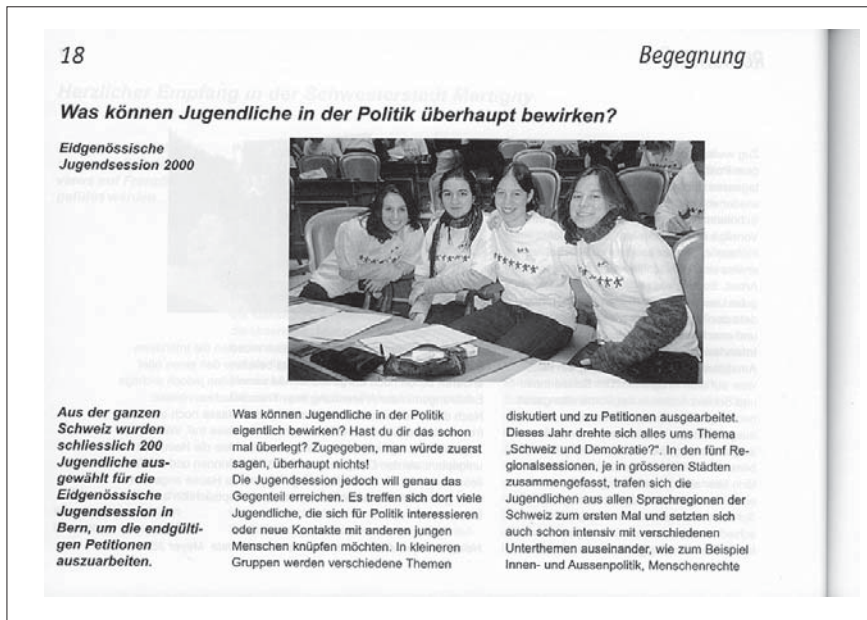 18
Begegnung
Was können Jugendliche in der Politik überhaupt bewirken?
Eidgenössische
Jugendsession 2000
Aus der ganzen
Schweiz wurden
schliesslich 200
Jugendliche aus-
gewählt für die
Eidgenössische
Jugendsession in
Bern, um die endgülti-
gen Petitionen
auszuarbeiten.
Was können Jugendliche in der Politik
eigentlich bewirken? Hast du dir das schon
mal überlegt? Zugegeben, man würde zuerst
sagen, überhaupt nichts!
Die Jugendsession jedoch will genau das
Gegenteil erreichen. Es treffen sich dort viele
Jugendliche, die sich für Politik interessieren
oder neue Kontakte mit anderen jungen
Menschen knüpfen möchten. In kleineren
Gruppen werden verschiedene Themen
diskutiert und zu Petitionen ausgearbeitet.
Dieses Jahr drehte sich alles ums Thema
„Schweiz und Demokratie?". In den fünf Re-
gionalsessionen, je in grösseren Städten
zusammengefasst, trafen sich die
Jugendlichen aus allen Sprachregionen der
Schweiz zum ersten Mal und setzten sich
auch schon intensiv mit verschiedenen
Unterthemen auseinander, wie zum Beispiel
Innen- und Aussenpolitik, Menschenrechte